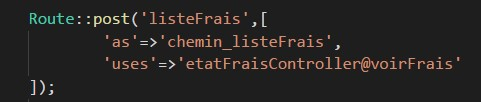 Route::post('listeFrais',[
'as'=>'chemin_listeFrais',
'uses'=>'etatFraisController@voirFrais'
]);